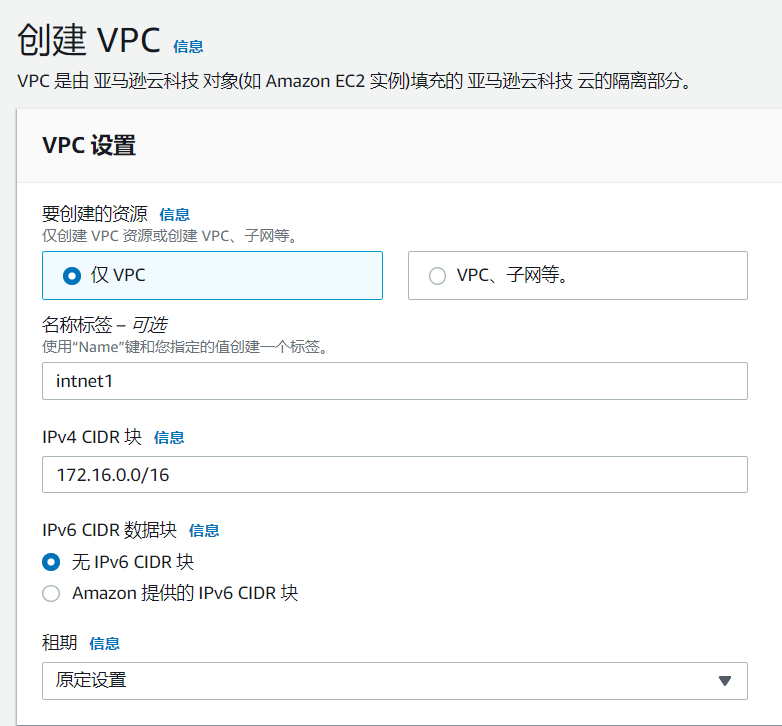 创建 VPC 信息
VPC 是由 亚马逊云科技 对象(如 Amazon EC2 实例)填充的 亚马逊云科技 云的隔离部分。
VPC 设置
要创建的资源 信息
仅创建 VPC 资源或创建 VPC、子网等。
仅 VPC
VPC、子网等。
名称标签 – 可选
使用“Name”键和您指定的值创建一个标签。
intnet1
IPv4 CIDR 块 信息
172.16.0.0/16
IPv6 CIDR 数据块 信息
无 IPv6 CIDR 块
Amazon 提供的 IPv6 CIDR 块
租期 信息
原定设置